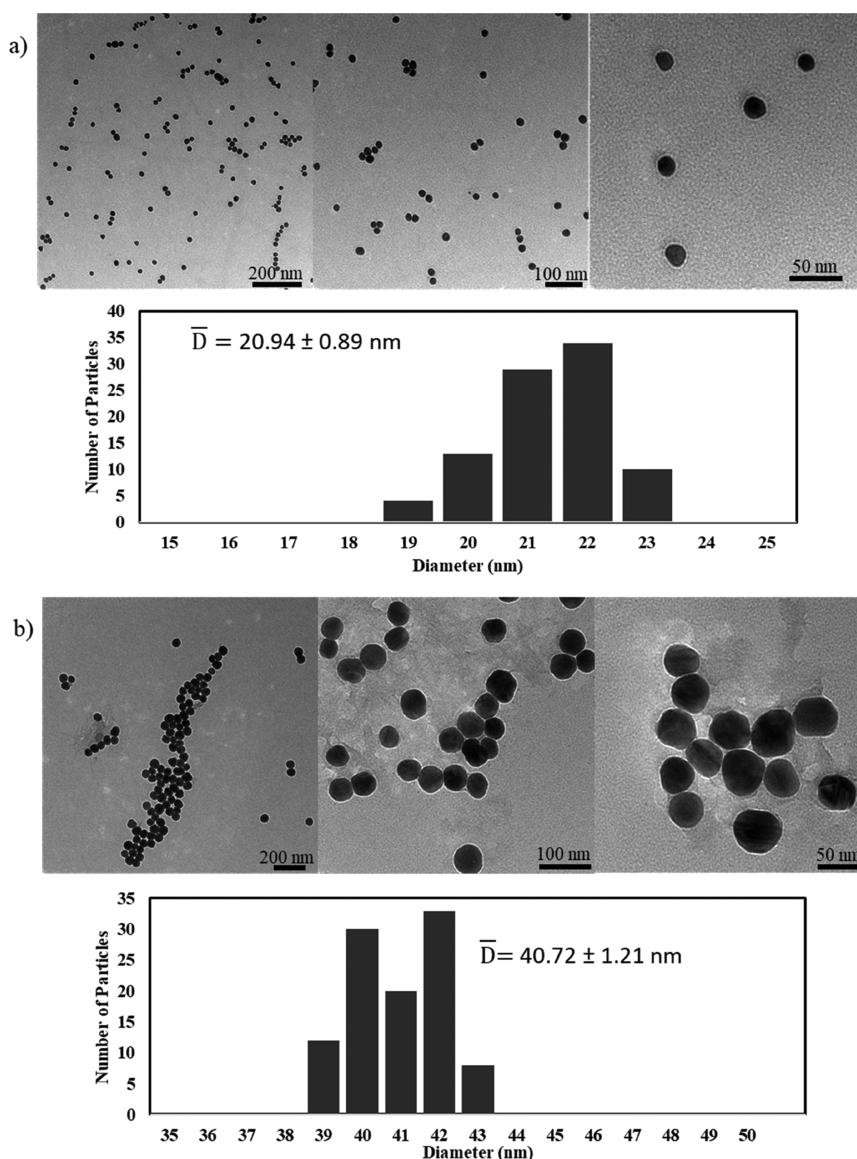 a)
200 nm
100 nm
50 nm
D̅ = 20.94 ± 0.89 nm
Number of Particles
40
35
30
25
20
15
10
5
0
15 16 17 18 19 20 21 22 23 24 25
Diameter (nm)
b)
200 nm
100 nm
50 nm
D̅= 40.72 ± 1.21 nm
Number of Particles
35
30
25
20
15
10
5
0
35 36 37 38 39 40 41 42 43 44 45 46 47 48 49 50
Diameter (nm)